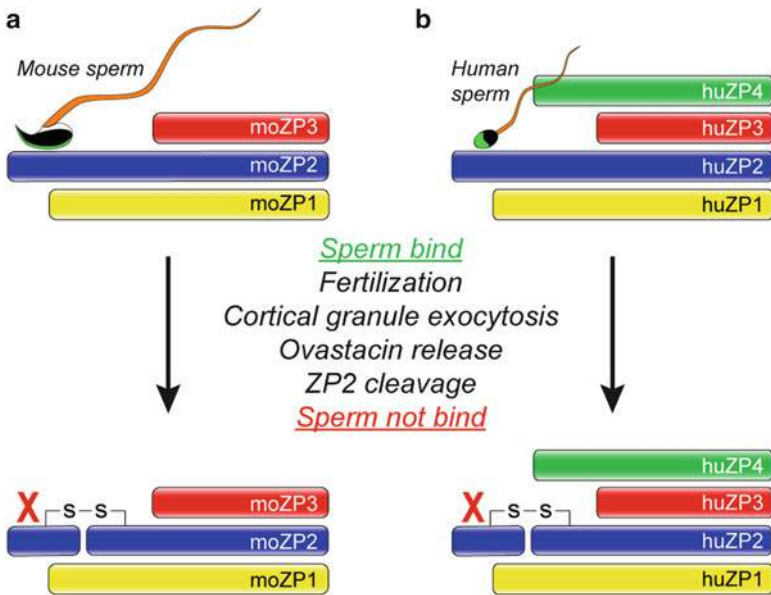 a
b
Mouse sperm
Human
sperm
moZP3
moZP2
moZP1
huZP4
huZP3
huZP2
huZP1
Sperm bind
Fertilization
Cortical granule exocytosis
Ovastacin release
ZP2 cleavage
Sperm not bind
X
S S
moZP3
moZP2
moZP1
X
S S
huZP4
huZP3
huZP2
huZP1